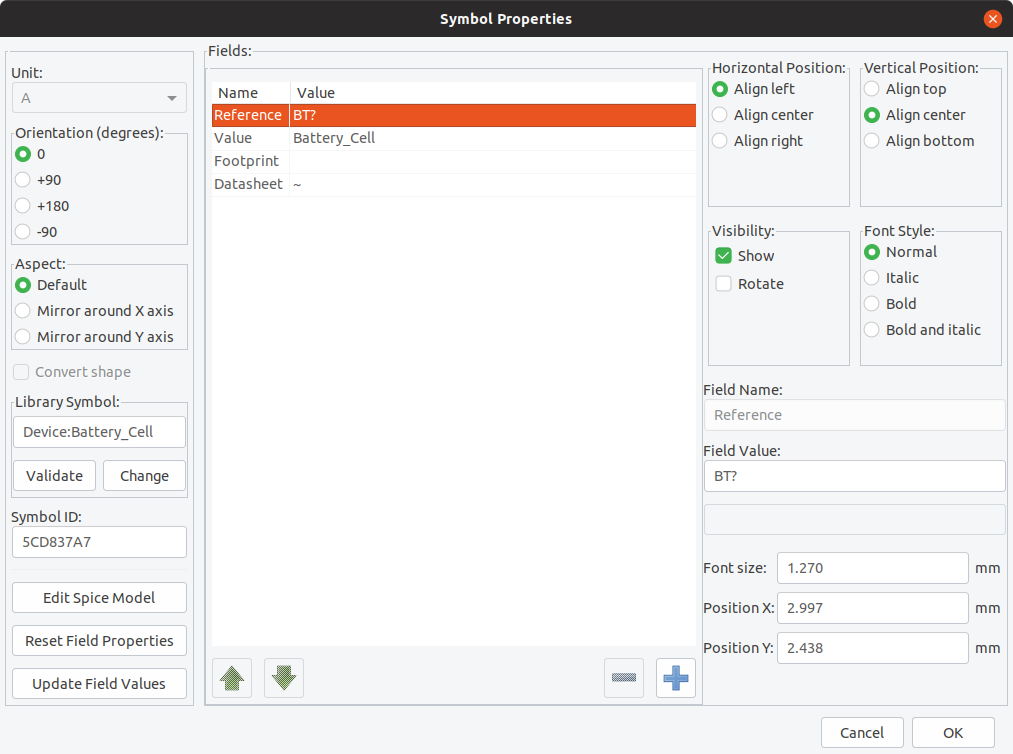 Symbol Properties
Unit:
A
Orientation (degrees):
0
+90
+180
-90
Aspect:
Default
Mirror around X axis
Mirror around Y axis
Convert shape
Library Symbol:
Device:Battery_Cell
Validate Change
Symbol ID:
5CD837A7
Edit Spice Model
Reset Field Properties
Update Field Values
Fields:
Name Value
Reference BT?
Value Battery_Cell
Footprint
Datasheet ~
Horizontal Position:
Align left
Align center
Align right
Vertical Position:
Align top
Align center
Align bottom
Visibility:
Show
Rotate
Font Style:
Normal
Italic
Bold
Bold and italic
Field Name:
Reference
Field Value:
BT?
Font size: 1.270 mm
Position X: 2.997 mm
Position Y: 2.438 mm
Cancel OK